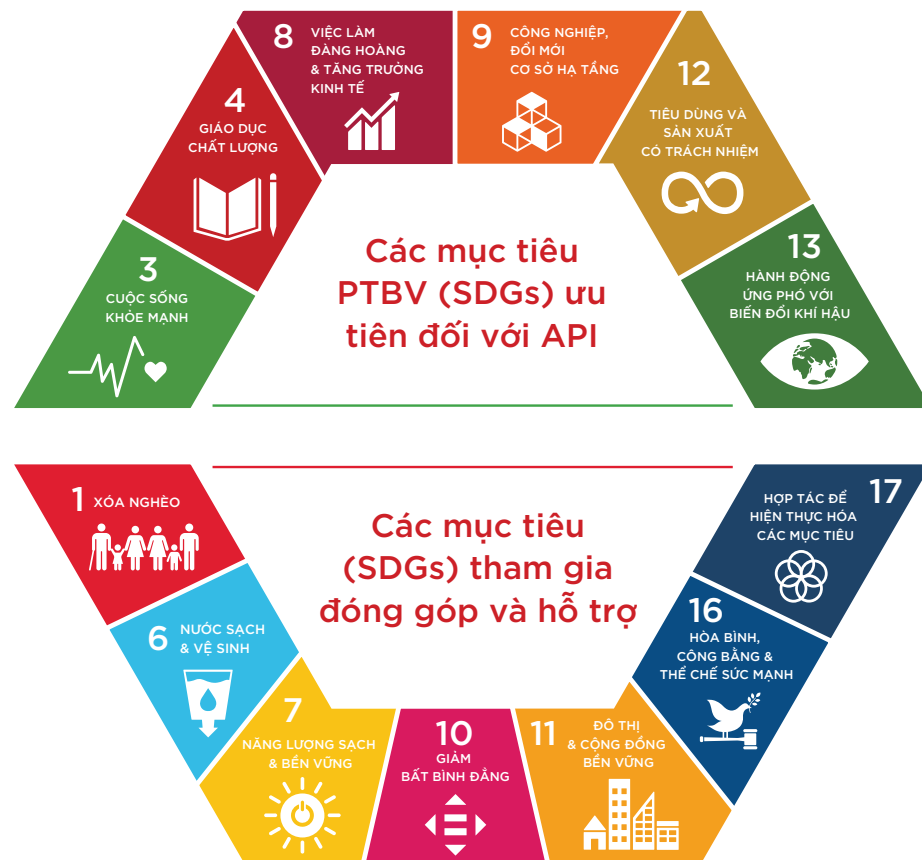 8
VIỆC LÀM
ĐÀNG HOÀNG
& TĂNG TRƯỞNG
KINH TẾ
9
CÔNG NGHIỆP,
ĐỔI MỚI
CƠ SỞ HẠ TẦNG
4
GIÁO DỤC
CHẤT LƯỢNG
12
TIÊU DÙNG VÀ
SẢN XUẤT
CÓ TRÁCH NHIỆM
3
CUỘC SỐNG
KHỎE MẠNH
Các mục tiêu
PTBV (SDGs) ưu
tiên đối với API
13
HÀNH ĐỘNG
ỨNG PHÓ VỚI
BIẾN ĐỔI KHÍ HẬU
1 XÓA NGHÈO
Các mục tiêu
(SDGs) tham gia
đóng góp và hỗ trợ
17
HỢP TÁC ĐỂ
HIỆN THỰC HÓA
CÁC MỤC TIÊU
6
NƯỚC SẠCH
& VỆ SINH
16
HÒA BÌNH,
CÔNG BẰNG &
THỂ CHẾ SỨC MẠNH
7
NĂNG LƯỢNG SẠCH
& BỀN VỮNG
10
GIẢM
BẤT BÌNH ĐẲNG
11
ĐÔ THỊ
& CỘNG ĐỒNG
BỀN VỮNG